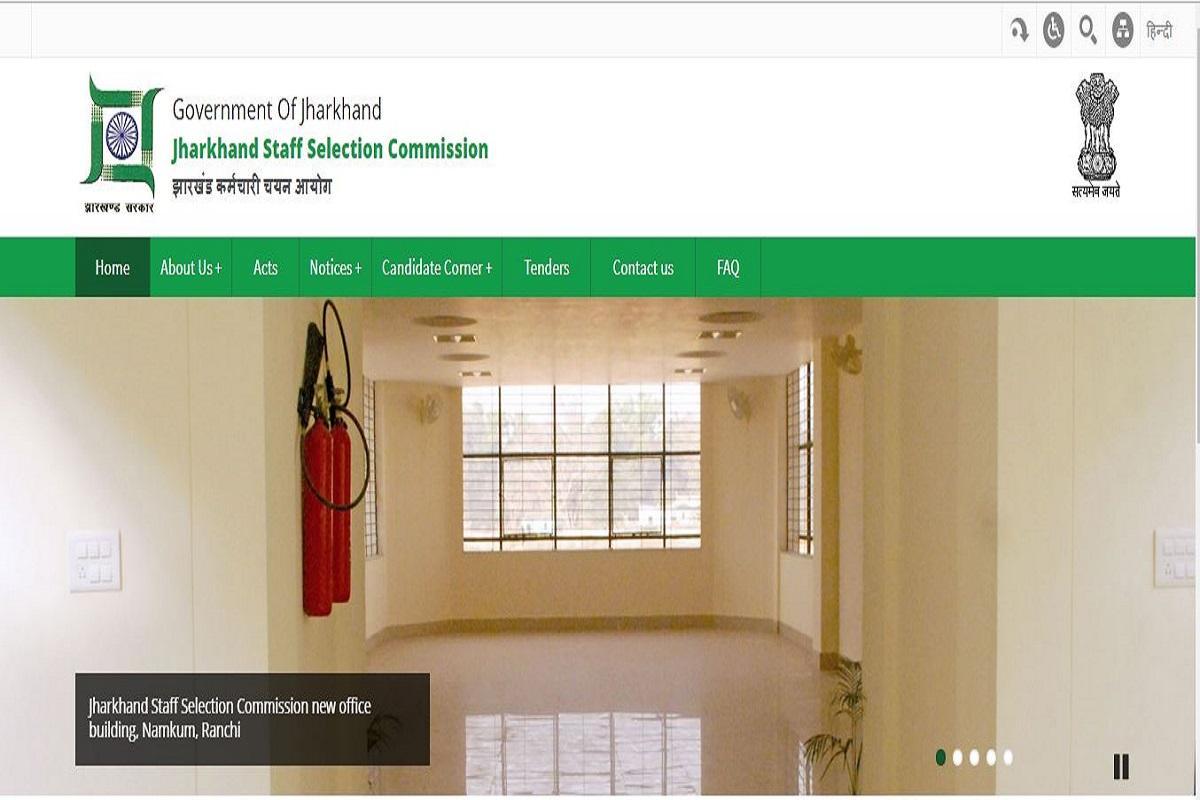 हिन्दी
Government Of Jharkhand
Jharkhand Staff Selection Commission
झारखंड कर्मचारी चयन आयोग
झारखण्ड सरकार
सत्यमेव जयते
Home
About Us +
Acts
Notices +
Candidate Corner +
Tenders
Contact us
FAQ
Jharkhand Staff Selection Commission new office
building, Namkum, Ranchi